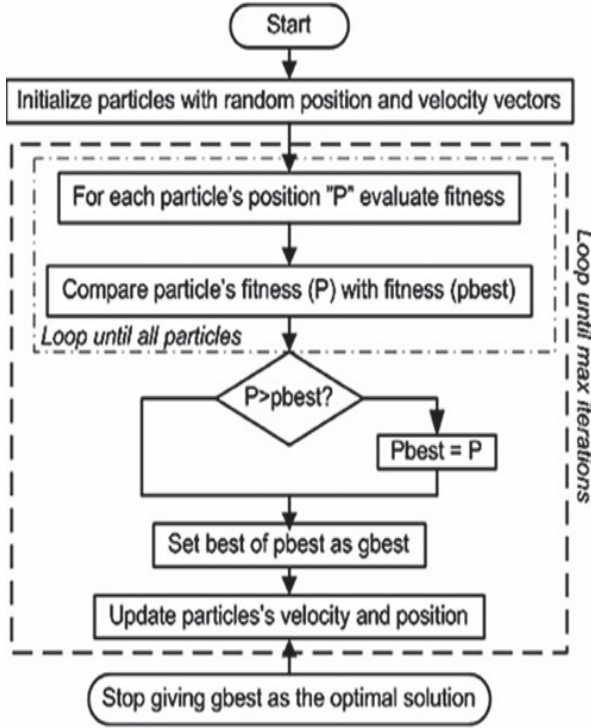 Start
Initialize particles with random position and velocity vectors
For each particle's position "P" evaluate fitness
Compare particle's fitness (P) with fitness (pbest)
Loop until all particles
P>pbest?
Pbest = P
Set best of pbest as gbest
Update particles's velocity and position
Loop until max iterations
Stop giving gbest as the optimal solution